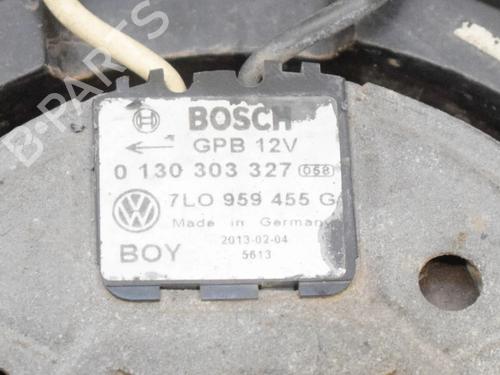 BOSCH
GPB 12V
0 130 303 327 058
7L0 959 455 G
Made in Germany
2013-02-04
BOY
5613
B-PARTS